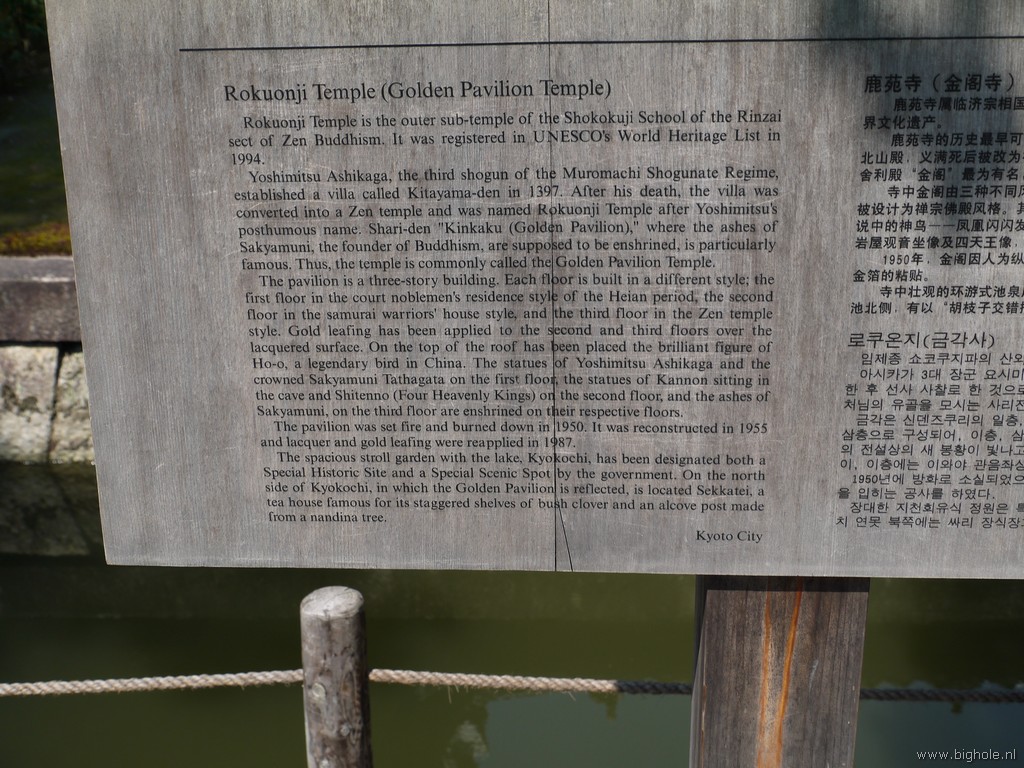 Rokuonji Temple (Golden Pavilion Temple)
Rokuonji Temple is the outer sub-temple of the Shokokuji School of the Rinzai
sect of Zen Buddhism. It was registered in UNESCO's World Heritage List in
1994.
Yoshimitsu Ashikaga, the third shogun of the Muromachi Shogunate Regime,
established a villa called Kitayama-den in 1397. After his death, the villa was
converted into a Zen temple and was named Rokuonji Temple after Yoshimitsu's
posthumous name. Shari-den "Kinkaku (Golden Pavilion)," where the ashes of
Sakyamuni, the founder of Buddhism, are supposed to be enshrined, is particularly
famous. Thus, the temple is commonly called the Golden Pavilion Temple.
The pavilion is a three-story building. Each floor is built in a different style; the
first floor in the court noblemen's residence style of the Heian period, the second
floor in the samurai warriors' house style, and the third floor in the Zen temple
style. Gold leafing has been applied to the second and third floors over the
lacquered surface. On the top of the roof has been placed the brilliant figure of
Ho-o, a legendary bird in China. The statues of Yoshimitsu Ashikaga and the
crowned Sakyamuni Tathagata on the first floor, the statues of Kannon sitting in
the cave and Shitenno (Four Heavenly Kings) on the second floor, and the ashes of
Sakyamuni, on the third floor are enshrined on their respective floors.
The pavilion was set fire and burned down in 1950. It was reconstructed in 1955
and lacquer and gold leafing were reapplied in 1987.
The spacious stroll garden with the lake, Kyokochi, has been designated both a
Special Historic Site and a Special Scenic Spot by the government. On the north
side of Kyokochi, in which the Golden Pavilion is reflected, is located Sekkatei, a
tea house famous for its staggered shelves of bush clover and an alcove post made
from a nandina tree.
Kyoto City
鹿苑寺（金阁寺）
鹿苑寺属临济宗相国
界文化遗产。
鹿苑寺的历史最早可
北山殿，义满死后被改为
舍利殿“金阁”最为有名
寺中金阁由三种不同
被设计为禅宗佛殿风格。其
说中的神鸟——凤凰闪闪发
岩屋观音坐像及四天王像，
1950年，金阁因人为纵
金箔的粘贴。
寺中壮观的环游式池泉
池北侧，有以“胡枝子交错
로쿠온지(금각사)
임제종 쇼코쿠지파의 산외
아시카가 3대 장군 요시미
한 후 선사 사찰로 한 것으로
처님의 유골을 모시는 사리전
금각은 신덴즈쿠리의 일층,
삼층으로 구성되어, 이층, 삼
의 전설상의 새 봉황이 빛나고
이, 이층에는 이와야 관음좌상
1950년에 방화로 소실되었으
을 입히는 공사를 하였다.
장대한 지천회유식 정원은 특
치 연못 북쪽에는 싸리 장식장
www.bighole.nl